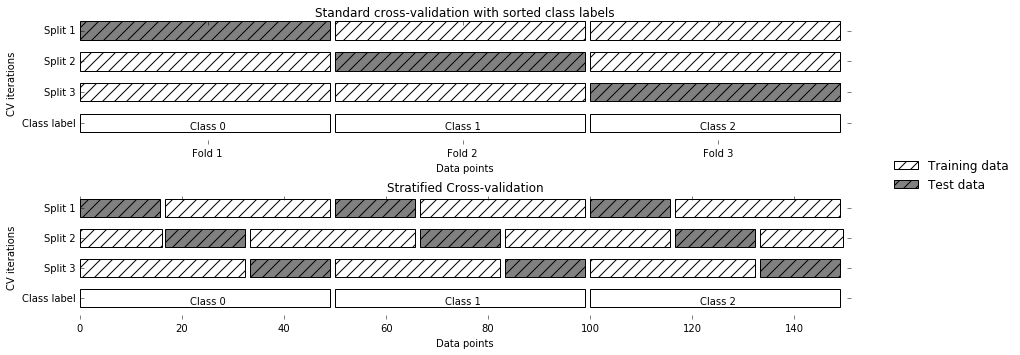 Standard cross-validation with sorted class labels
CV iterations
Split 1
Split 2
Split 3
Class label
Class 0 Class 1 Class 2
Fold 1 Fold 2 Fold 3
Data points
Training data
Test data
Stratified Cross-validation
CV iterations
Split 1
Split 2
Split 3
Class label
Class 0 Class 1 Class 2
0 20 40 60 80 100 120 140
Data points